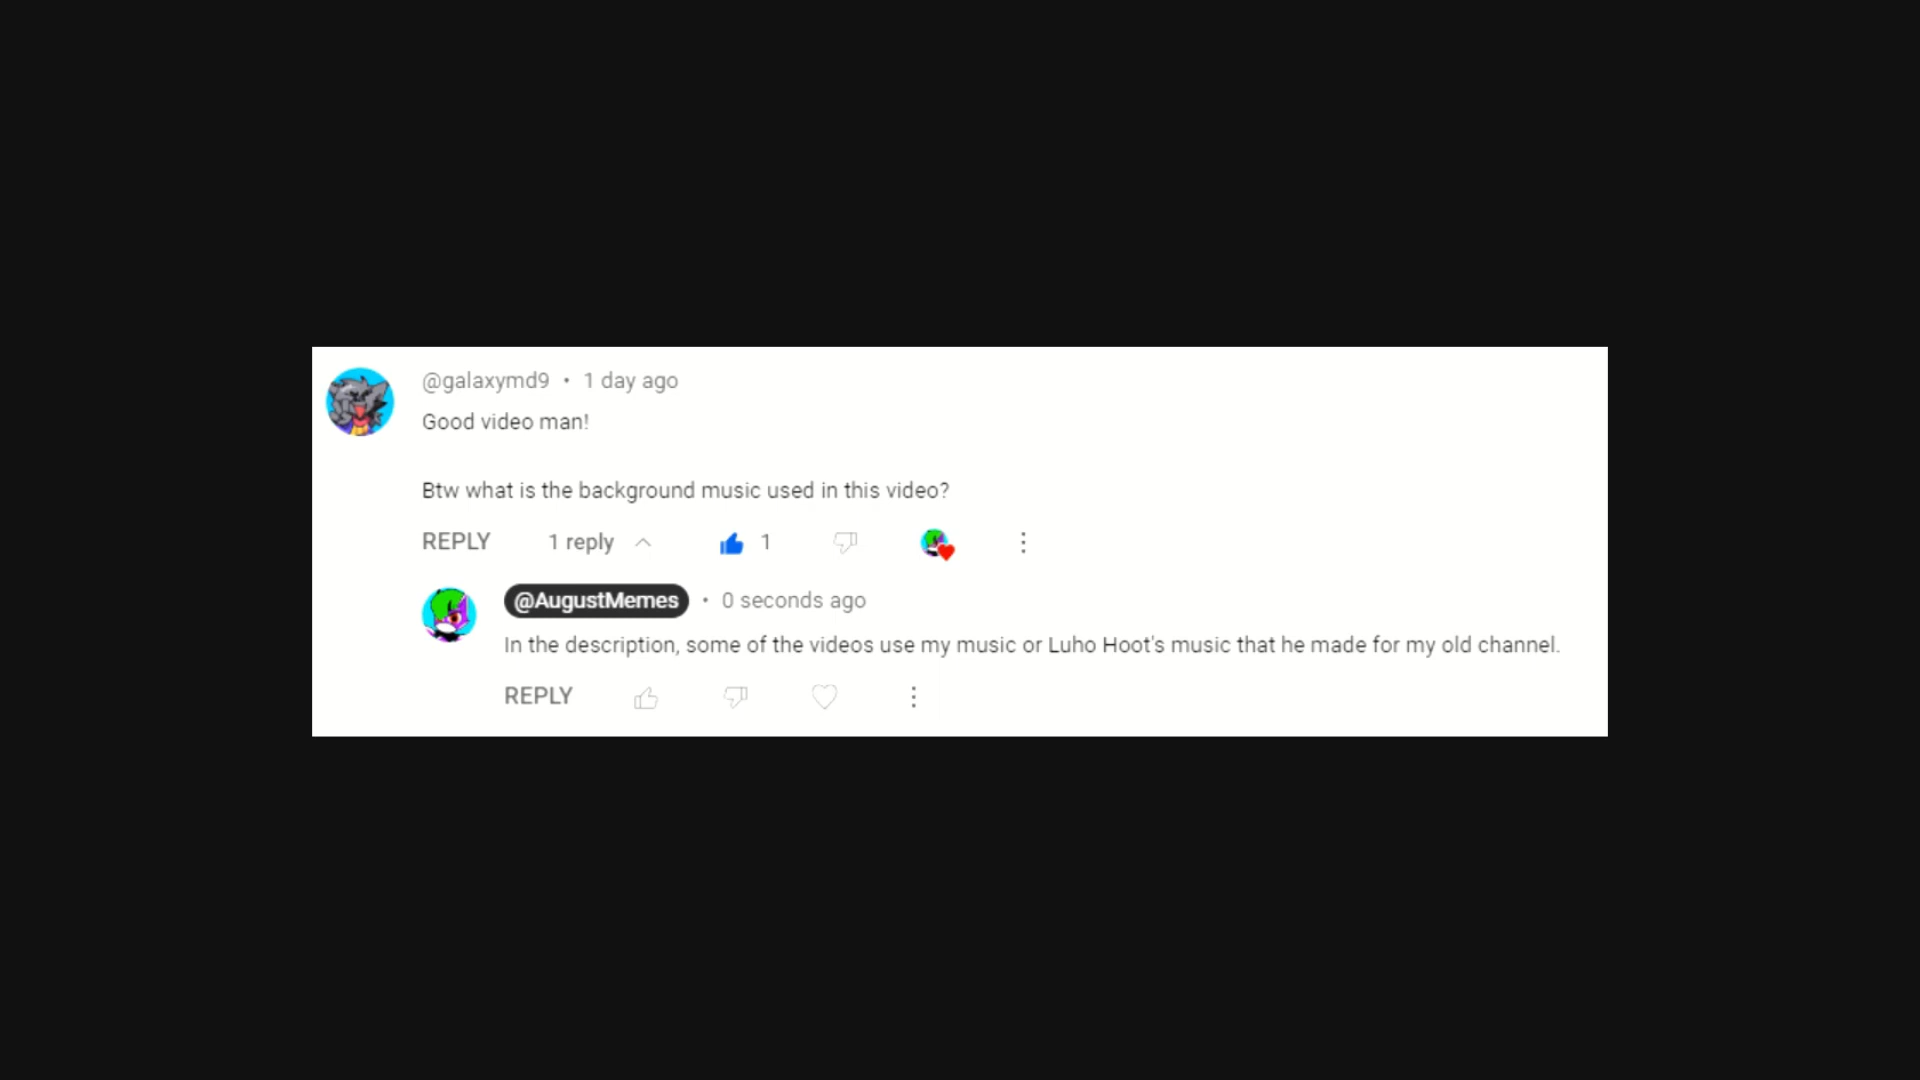 @galaxymd9 • 1 day ago
Good video man!
Btw what is the background music used in this video?
REPLY 1 reply 1
@AugustMemes • 0 seconds ago
In the description, some of the videos use my music or Luho Hoot's music that he made for my old channel.
REPLY